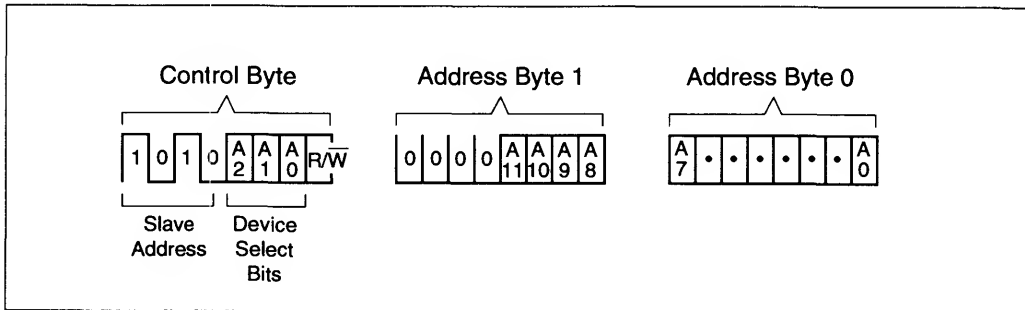 Control Byte Address Byte 1 Address Byte 0
1 0 1 0 A2 A1 A0 R/W̅ 0 0 0 0 A11 A10 A9 A8 A7 • • • • • • A0
Slave Address Device Select Bits